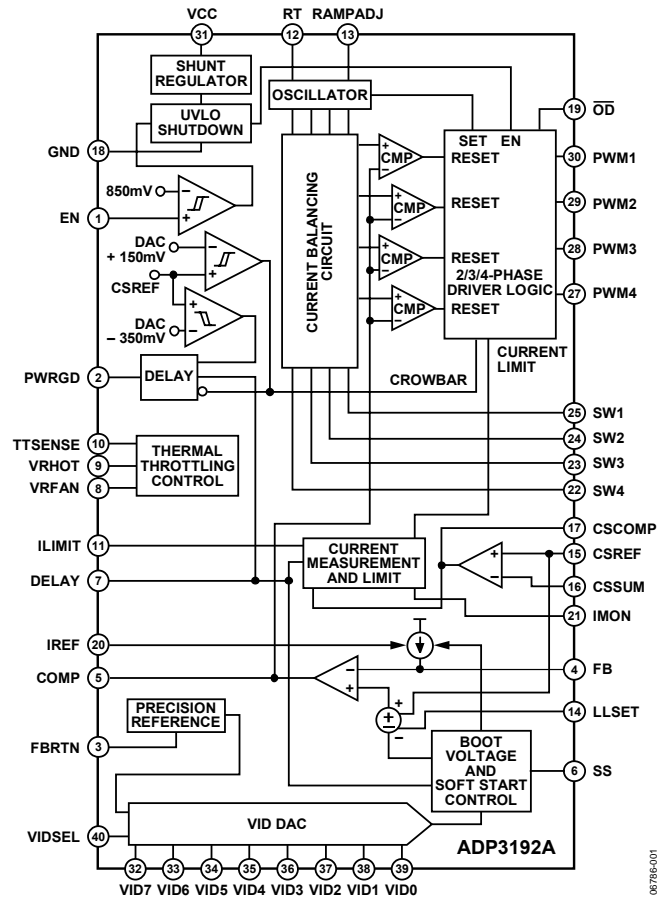 VCC
RT
RAMPADJ
31
12
13
SHUNT
REGULATOR
OSCILLATOR
UVLO
SHUTDOWN
GND
18
850mV
−
+
EN
1
DAC
+ 150mV
−
+
CSREF
DAC
− 350mV
+
−
PWRGD
2
DELAY
CURRENT BALANCING
CIRCUIT
+
−
CMP
+
−
CMP
+
−
CMP
+
−
CMP
SET EN
RESET
RESET
RESET
2/3/4-PHASE
DRIVER LOGIC
RESET
CURRENT
LIMIT
CROWBAR
19
OD
30
PWM1
29
PWM2
28
PWM3
27
PWM4
25
SW1
24
SW2
23
SW3
22
SW4
TTSENSE
10
VRHOT
9
VRFAN
8
THERMAL
THROTTLING
CONTROL
ILIMIT
11
DELAY
7
CURRENT
MEASUREMENT
AND LIMIT
+
−
17
CSCOMP
15
CSREF
16
CSSUM
21
IMON
IREF
20
COMP
5
−
+
4
FB
+
±
−
14
LLSET
PRECISION
REFERENCE
FBRTN
3
BOOT
VOLTAGE
AND
SOFT START
CONTROL
6
SS
VIDSEL
40
VID DAC
ADP3192A
32
33
34
35
36
37
38
39
VID7 VID6 VID5 VID4 VID3 VID2 VID1 VID0
06786-001